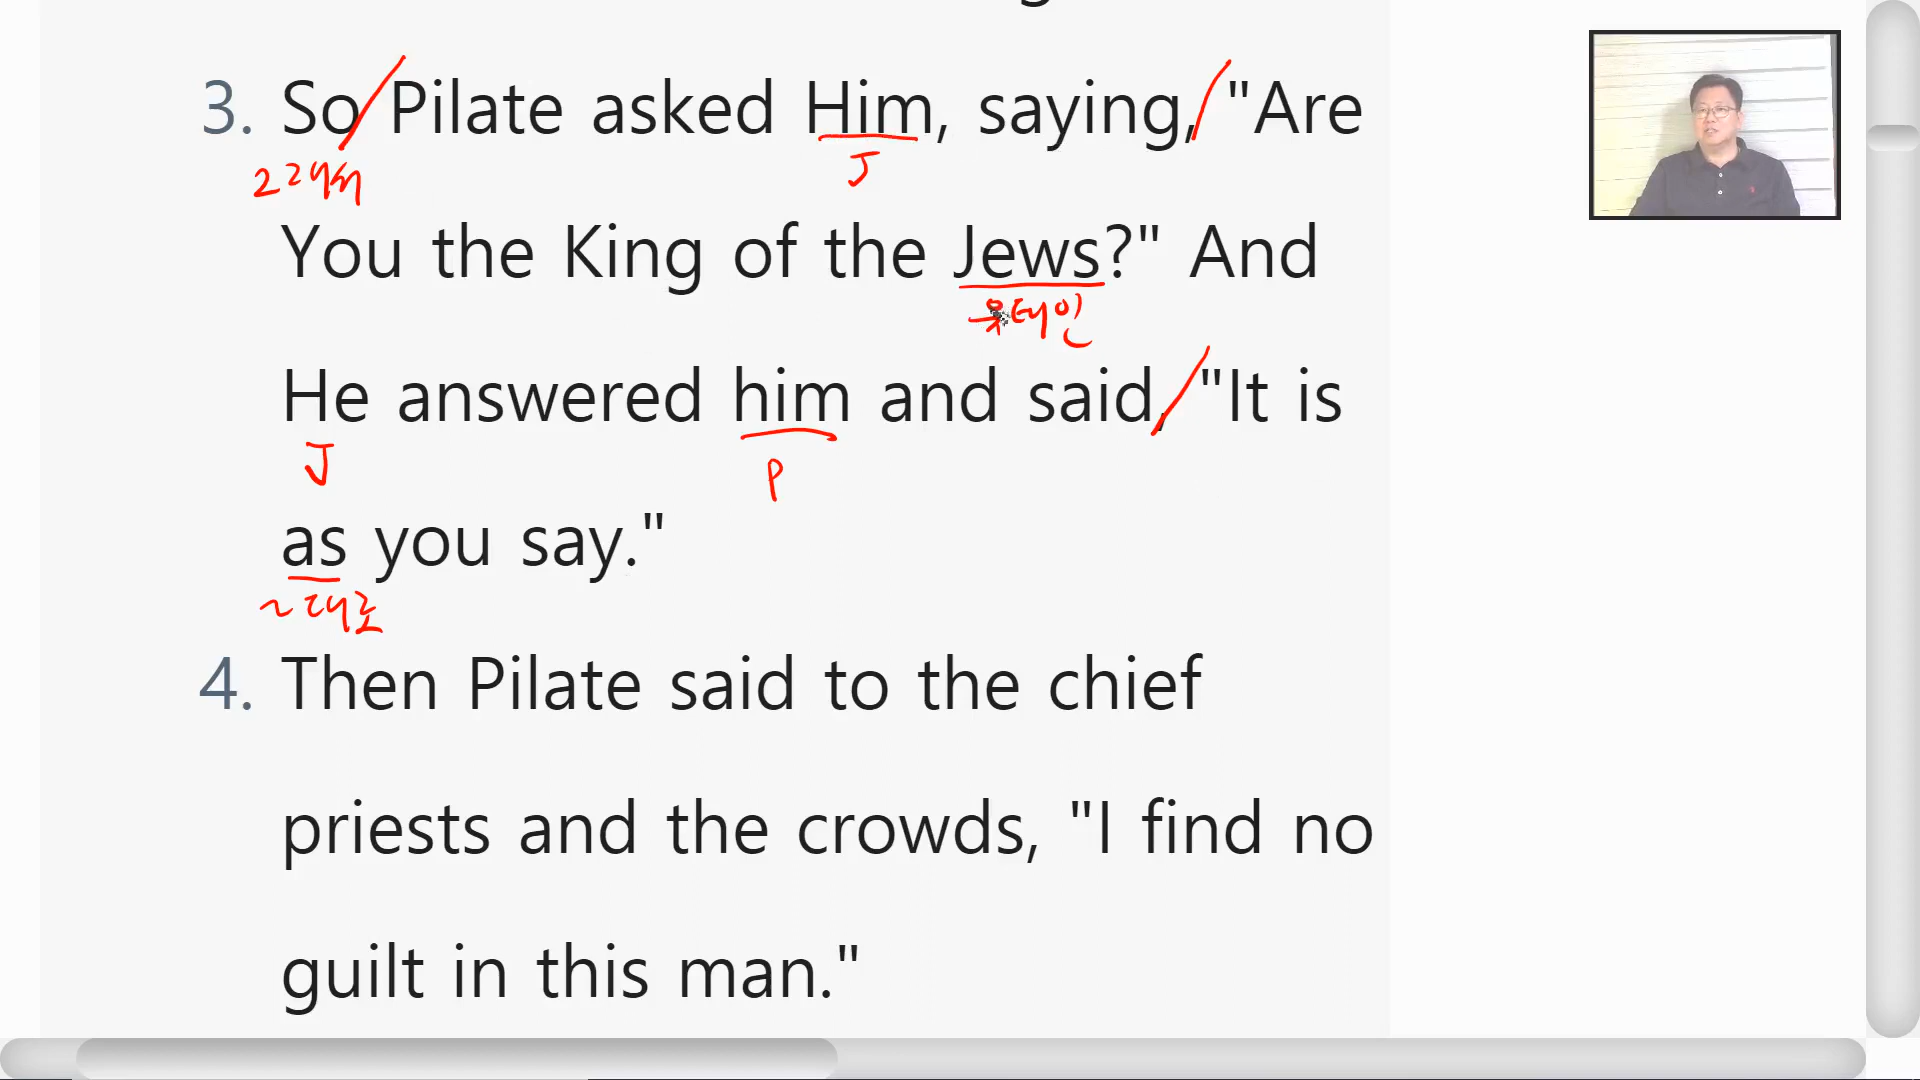 3. So Pilate asked Him, saying, "Are
그래서 J
You the King of the Jews?" And
유태인
He answered him and said, "It is
J P
as you say."
~대로
4. Then Pilate said to the chief
priests and the crowds, "I find no
guilt in this man."